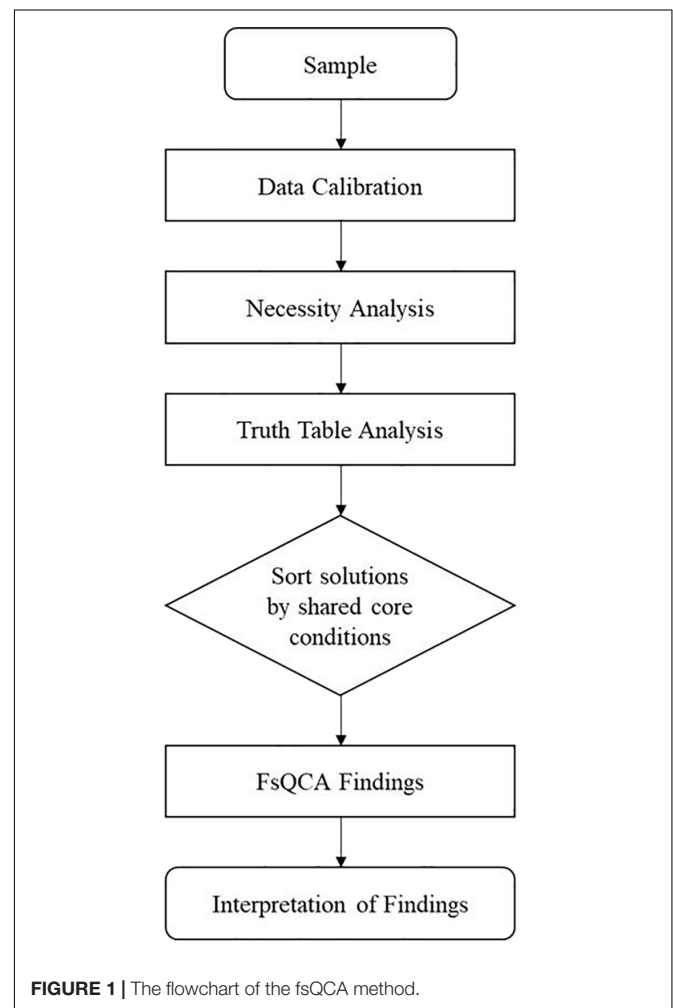 Sample
Data Calibration
Necessity Analysis
Truth Table Analysis
Sort solutions
by shared core
conditions
FsQCA Findings
Interpretation of Findings
FIGURE 1 | The flowchart of the fsQCA method.